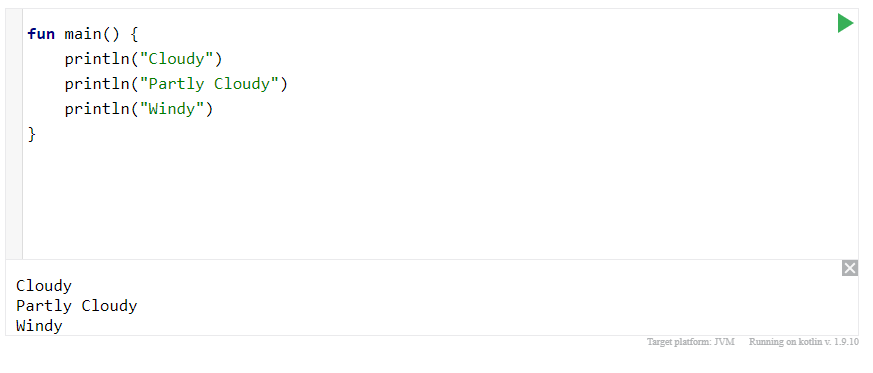 fun main() {
    println("Cloudy")
    println("Partly Cloudy")
    println("Windy")
}
Cloudy
Partly Cloudy
Windy
Target platform: JVM Running on kotlin v. 1.9.10